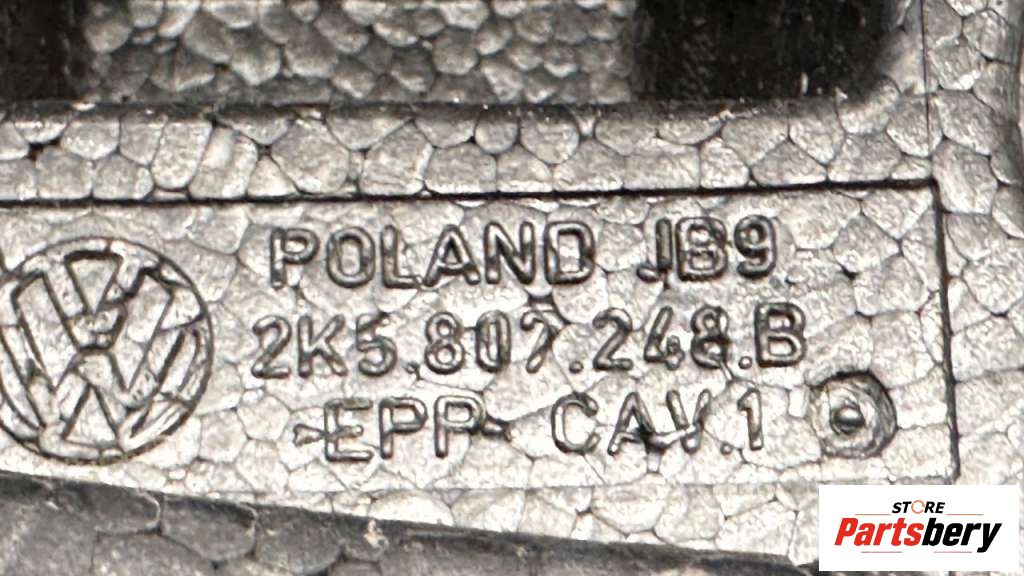 POLAND JB9
2K5.807.248.B
>EPP< CAV.1
STORE
Partsbery